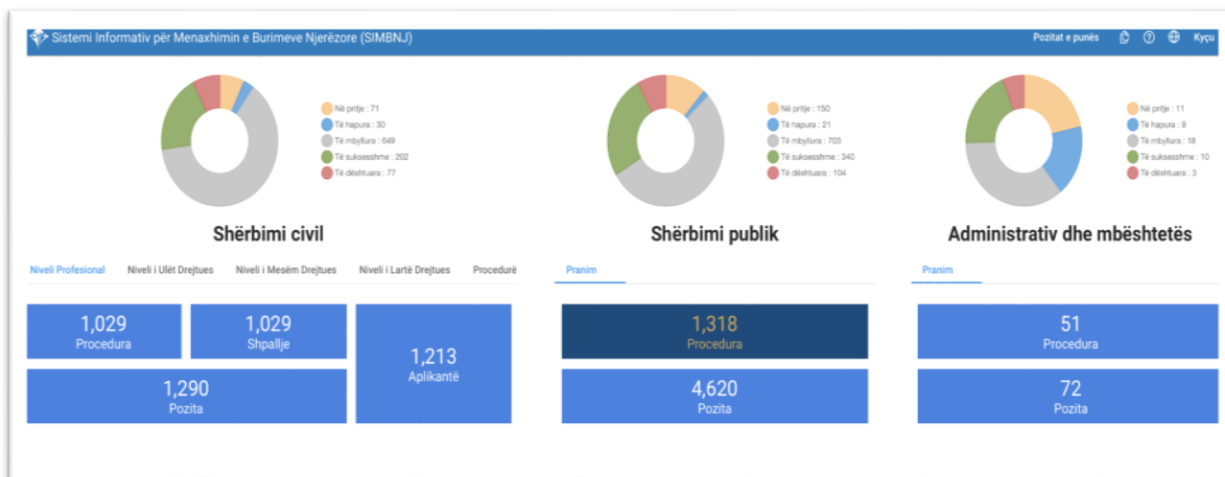 Sistemi Informativ për Menaxhimin e Burimeve Njerëzore (SIMBNJ)
Pozitat e punës
Kyçu
Në pritje : 71
Të hapura : 30
Të mbyllura : 649
Të suksesshme : 202
Të dështuara : 77
Shërbimi civil
Niveli Profesional
Niveli i Ulët Drejtues
Niveli i Mesëm Drejtues
Niveli i Lartë Drejtues
Procedurë
1,029
Procedura
1,029
Shpallje
1,213
Aplikantë
1,290
Pozita
Në pritje : 150
Të hapura : 21
Të mbyllura : 703
Të suksesshme : 340
Të dështuara : 104
Shërbimi publik
Pranim
1,318
Procedura
4,620
Pozita
Në pritje : 11
Të hapura : 9
Të mbyllura : 18
Të suksesshme : 10
Të dështuara : 3
Administrativ dhe mbështetës
Pranim
51
Procedura
72
Pozita